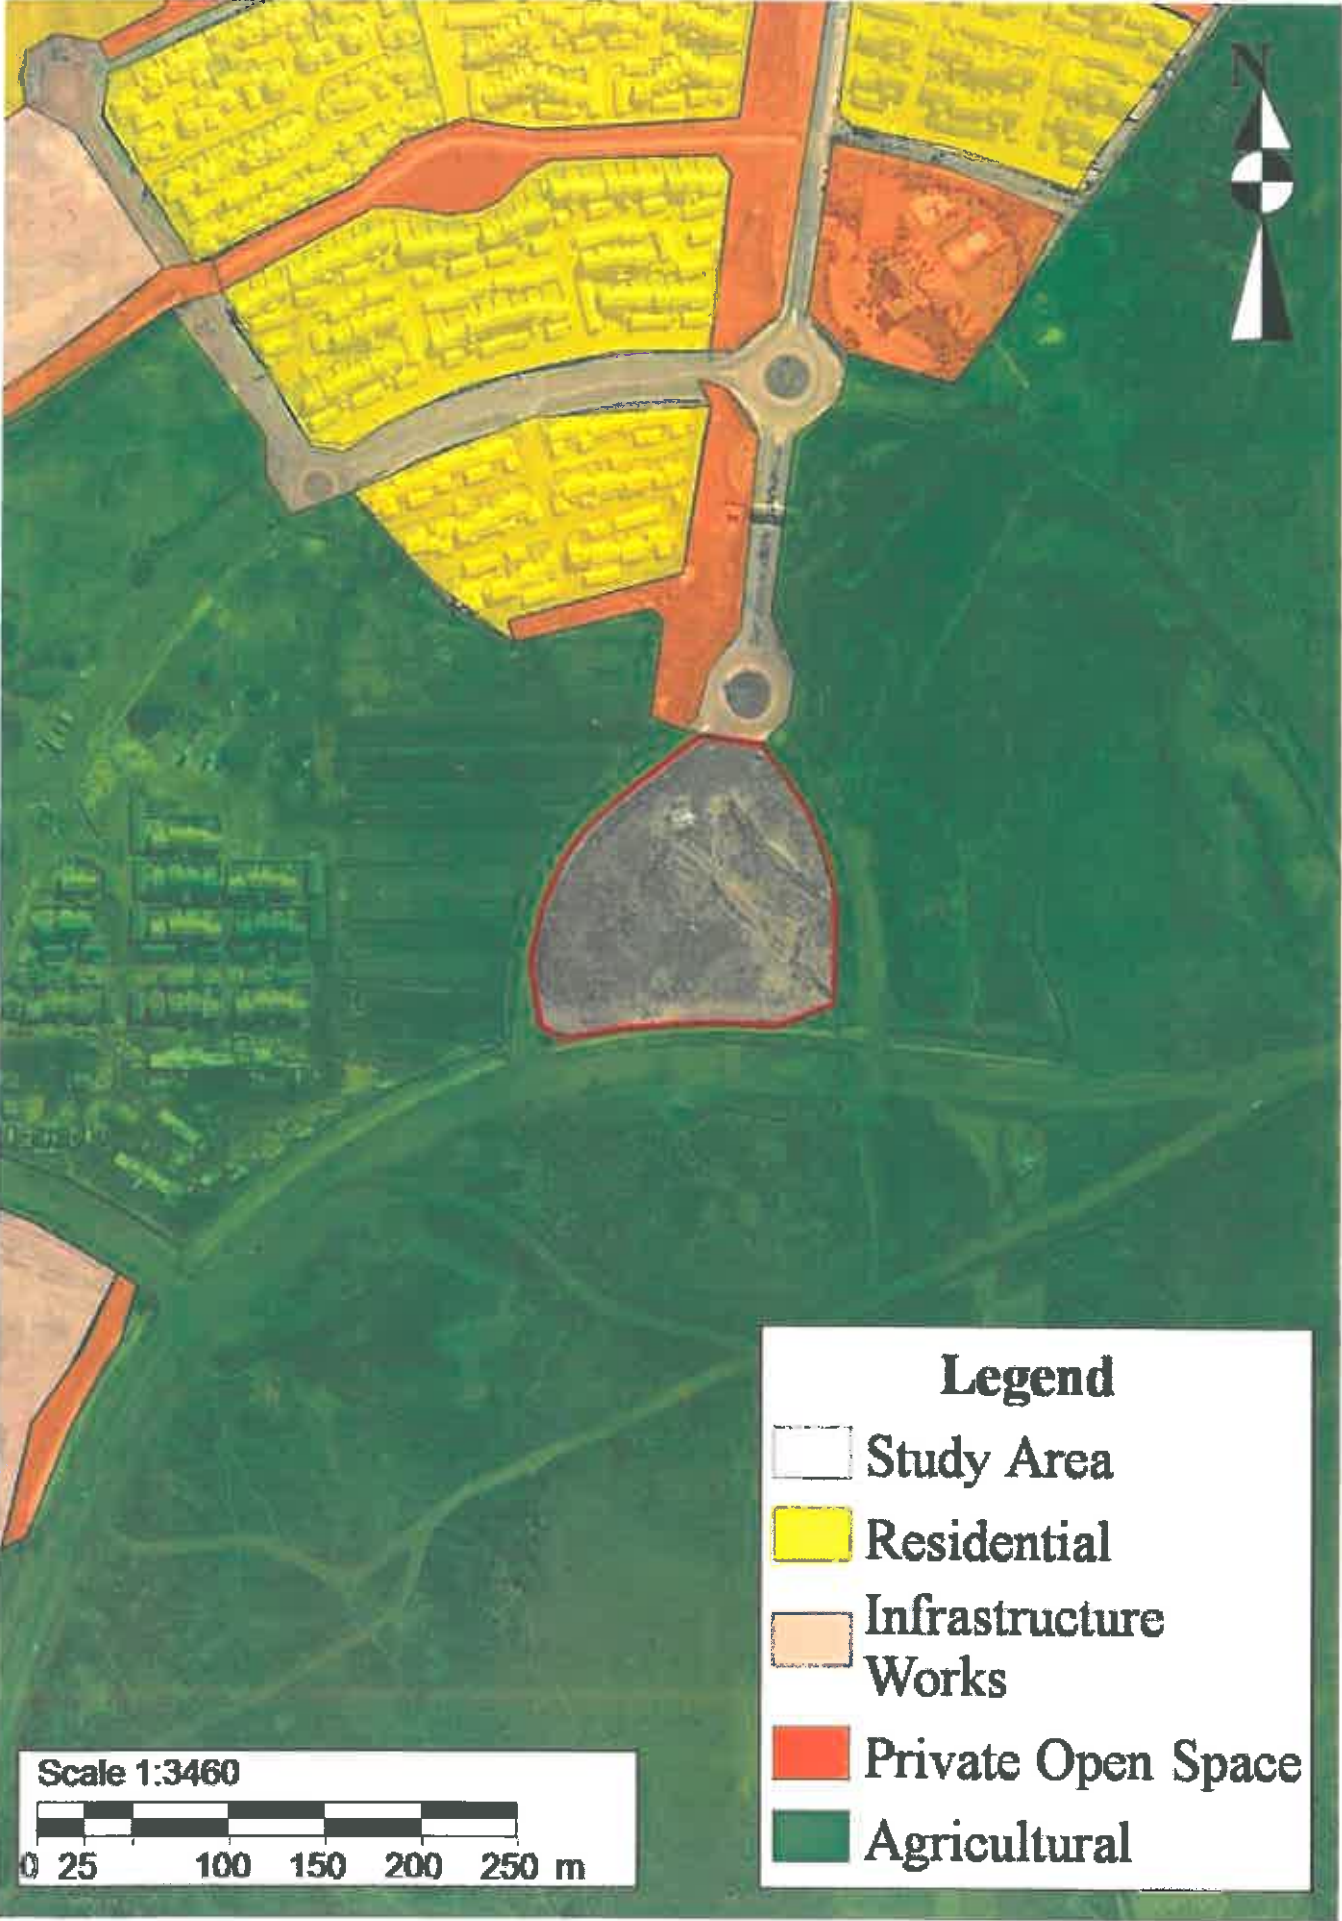 N
Legend
Study Area
Residential
Infrastructure
Works
Private Open Space
Agricultural
Scale 1:3460
0 25 100 150 200 250 m